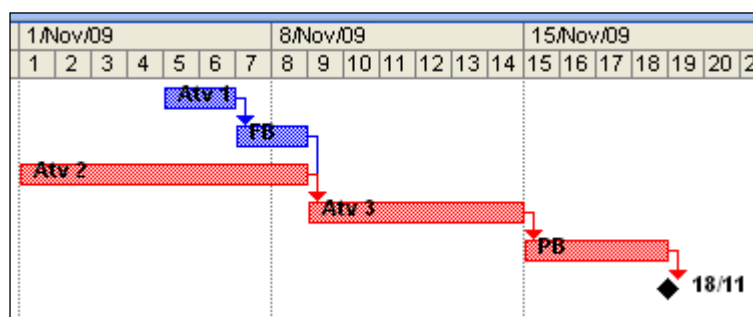 1/Nov/09 8/Nov/09 15/Nov/09
1 2 3 4 5 6 7 8 9 10 11 12 13 14 15 16 17 18 19 20 2
Atv 1
FB
Atv 2
Atv 3
PB
18/11